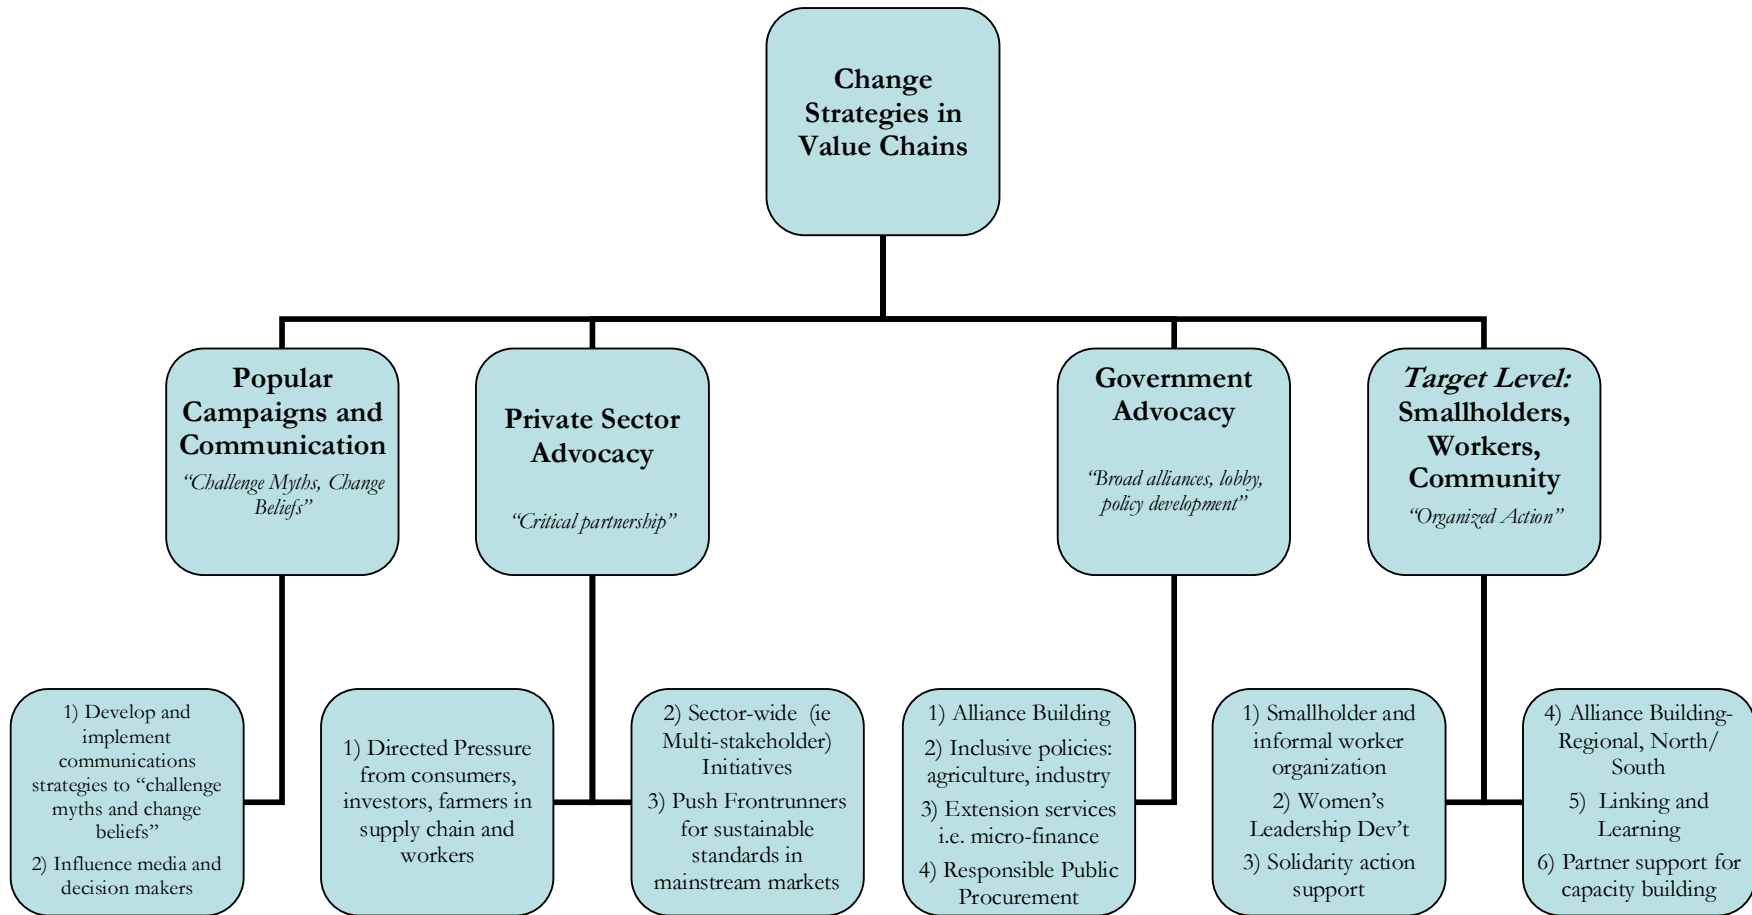 Change
Strategies in
Value Chains
Popular
Campaigns and
Communication
“Challenge Myths, Change
Beliefs”
Private Sector
Advocacy
“Critical partnership”
Government
Advocacy
“Broad alliances, lobby,
policy development”
Target Level:
Smallholders,
Workers,
Community
“Organized Action”
1) Develop and
implement
communications
strategies to “challenge
myths and change
beliefs”
2) Influence media and
decision makers
1) Directed Pressure
from consumers,
investors, farmers in
supply chain and
workers
2) Sector-wide (ie
Multi-stakeholder)
Initiatives
3) Push Frontrunners
for sustainable
standards in
mainstream markets
1) Alliance Building
2) Inclusive policies:
agriculture, industry
3) Extension services
i.e. micro-finance
4) Responsible Public
Procurement
1) Smallholder and
informal worker
organization
2) Women’s
Leadership Dev’t
3) Solidarity action
support
4) Alliance Building-
Regional, North/
South
5) Linking and
Learning
6) Partner support for
capacity building